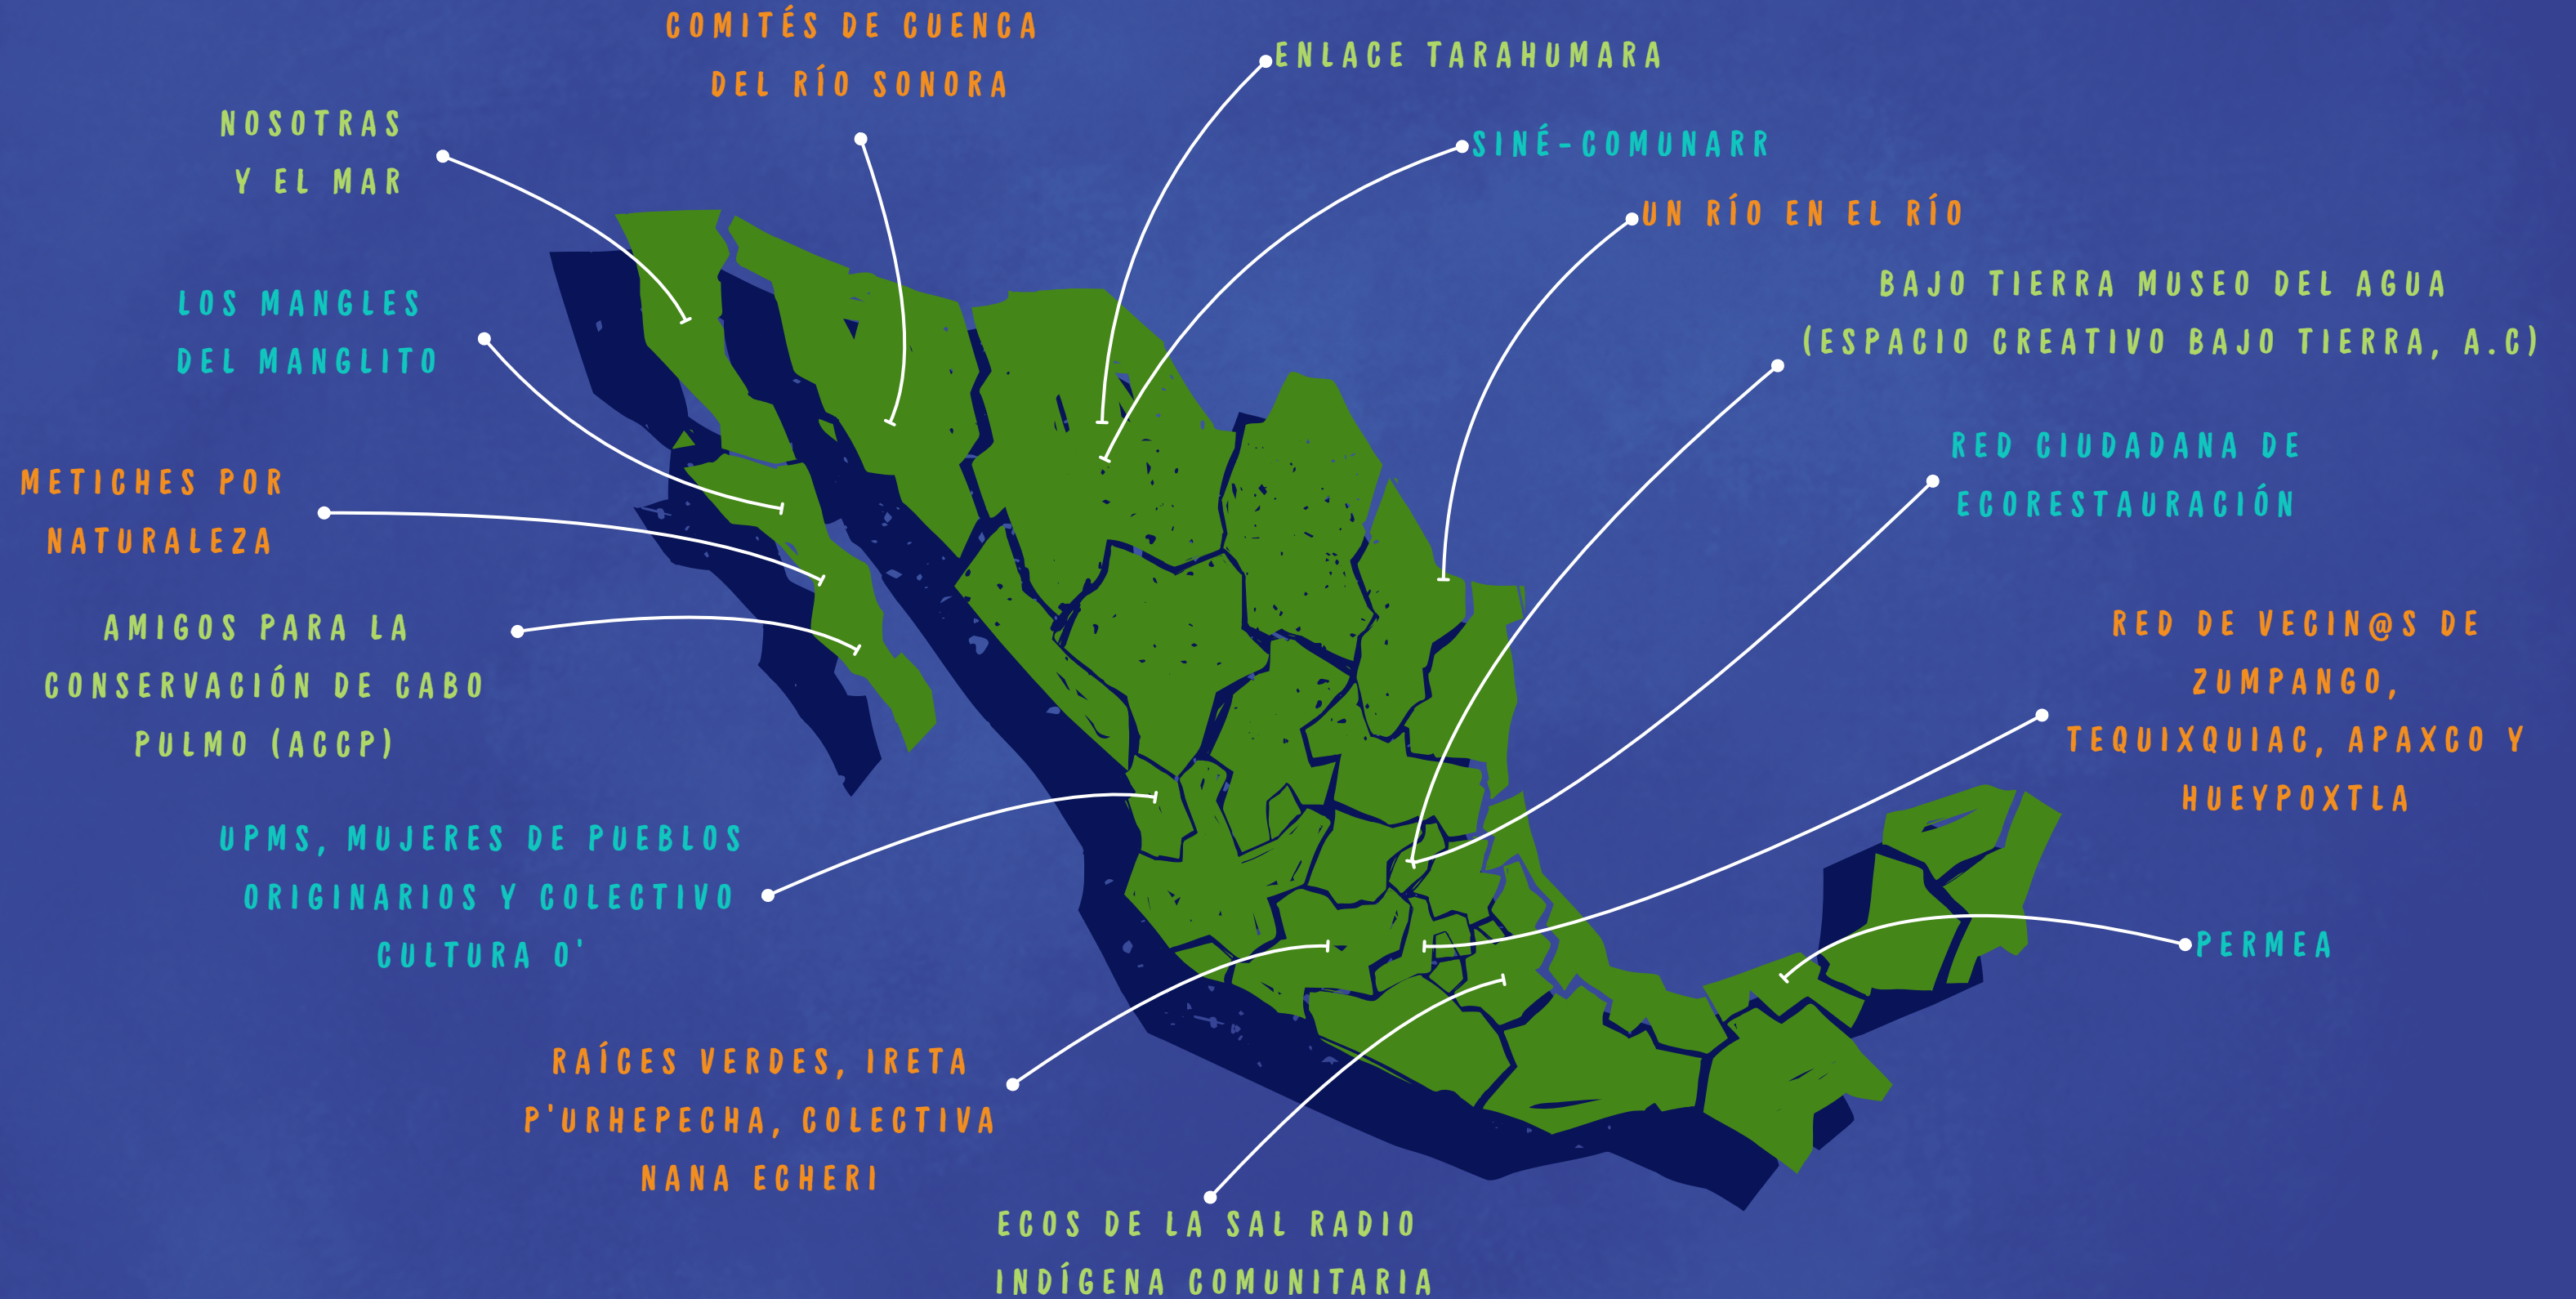 COMITÉS DE CUENCA
DEL RÍO SONORA
ENLACE TARAHUMARA
NOSOTRAS
Y EL MAR
SINÉ-COMUNARR
UN RÍO EN EL RÍO
BAJO TIERRA MUSEO DEL AGUA
(ESPACIO CREATIVO BAJO TIERRA, A.C)
LOS MANGLES
DEL MANGLITO
RED CIUDADANA DE
ECORESTAURACIÓN
METICHES POR
NATURALEZA
AMIGOS PARA LA
CONSERVACIÓN DE CABO
PULMO (ACCP)
RED DE VECIN@S DE
ZUMPANGO,
TEQUIXQUIAC, APAXCO Y
HUEYPOXTLA
UPMS, MUJERES DE PUEBLOS
ORIGINARIOS Y COLECTIVO
CULTURA O'
PERMEA
RAÍCES VERDES, IRETA
P'URHEPECHA, COLECTIVA
NANA ECHERI
ECOS DE LA SAL RADIO
INDÍGENA COMUNITARIA